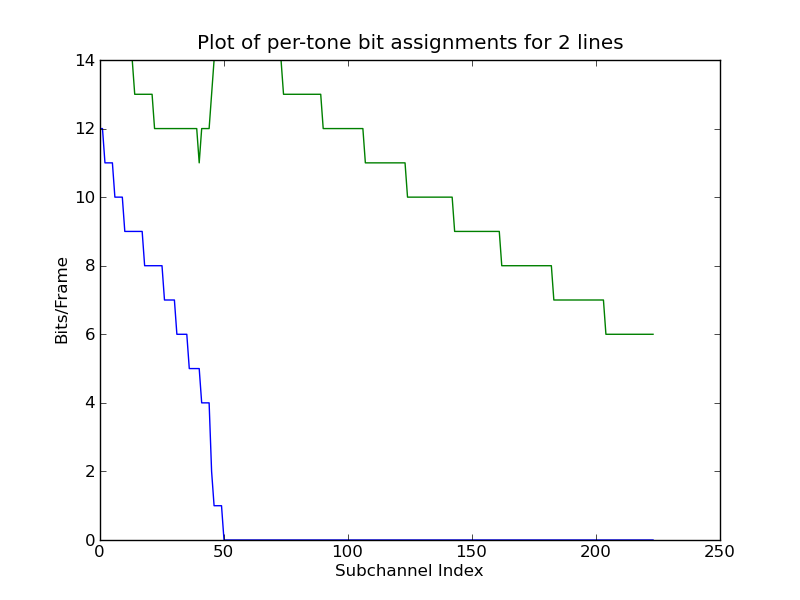 Plot of per-tone bit assignments for 2 lines
14
12
10
8
6
4
2
0
Bits/Frame
0 50 100 150 200 250
Subchannel Index